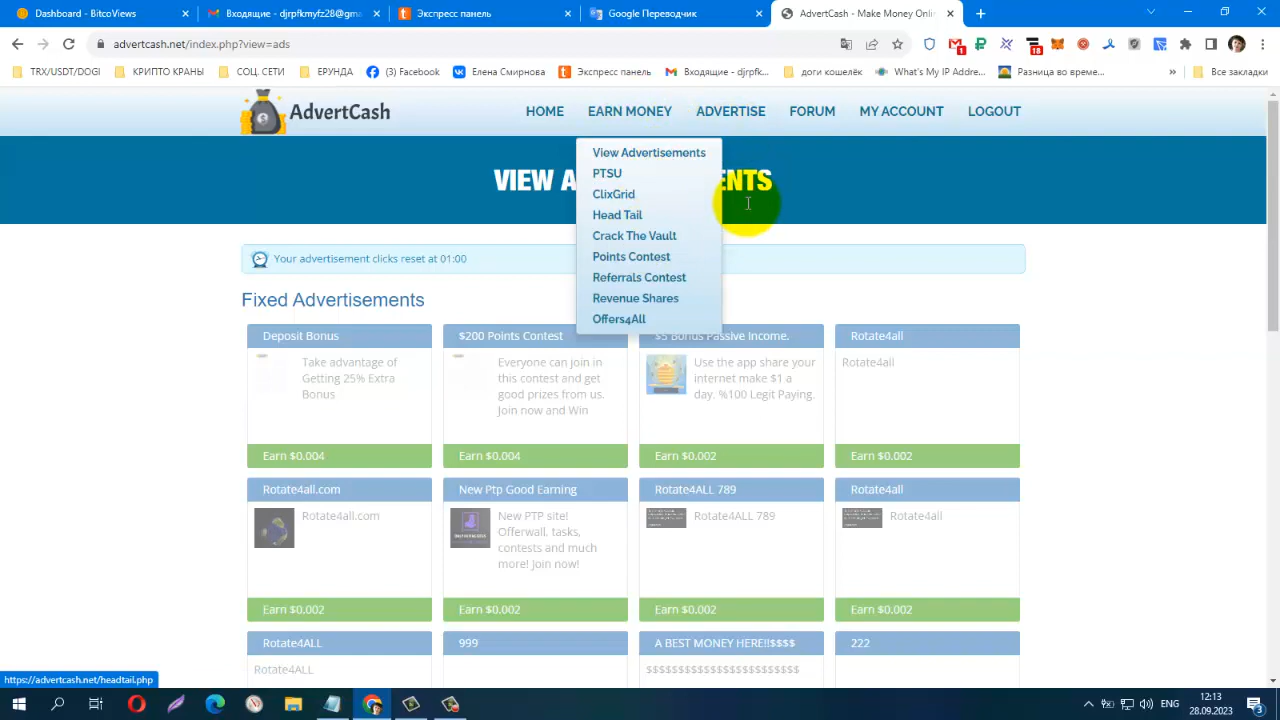 Dashboard - BitcoViews
Входящие - djrpfkmyfz28@gma
Экспресс панель
Google Переводчик
AdvertCash - Make Money Onlin
advertcash.net/index.php?view=ads
1
18
TRX/USDT/DOGI
КРИПТО КРАНЫ
СОЦ. СЕТИ
ЕРУНДА
(3) Facebook
Елена Смирнова
Экспресс панель
Входящие - djrpfk...
доги кошелёк
What's My IP Addre...
Разница во време...
»
Все закладки
AdvertCash
HOME
EARN MONEY
ADVERTISE
FORUM
MY ACCOUNT
LOGOUT
VIEW A
ENTS
View Advertisements
PTSU
ClixGrid
Head Tail
Crack The Vault
Points Contest
Referrals Contest
Revenue Shares
Offers4All
Your advertisement clicks reset at 01:00
Fixed Advertisements
Deposit Bonus
Take advantage of
Getting 25% Extra
Bonus
Earn $0.004
$200 Points Contest
Everyone can join in
this contest and get
good prizes from us.
Join now and Win
Earn $0.004
$5 Bonus Passive Income.
Use the app share your
internet make $1 a
day. %100 Legit Paying.
Earn $0.002
Rotate4all
Rotate4all
Earn $0.002
Rotate4all.com
Rotate4all.com
Earn $0.002
New Ptp Good Earning
New PTP site!
Offerwall, tasks,
contests and much
more! Join now!
Earn $0.002
Rotate4ALL 789
Rotate4ALL 789
Earn $0.002
Rotate4all
Rotate4all
Earn $0.002
Rotate4ALL
Rotate4ALL
999
A BEST MONEY HERE!!$$$$
$$$$$$$$$$$$$$$$$$$$$$$
222
https://advertcash.net/headtail.php
ENG
12:13
28.09.2023
3